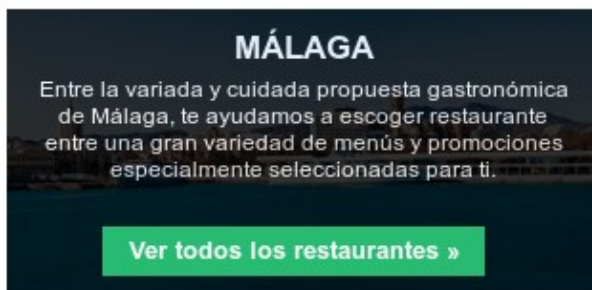 MÁLAGA
Entre la variada y cuidada propuesta gastronómica
de Málaga, te ayudamos a escoger restaurante
entre una gran variedad de menús y promociones
especialmente seleccionadas para ti.
Ver todos los restaurantes »